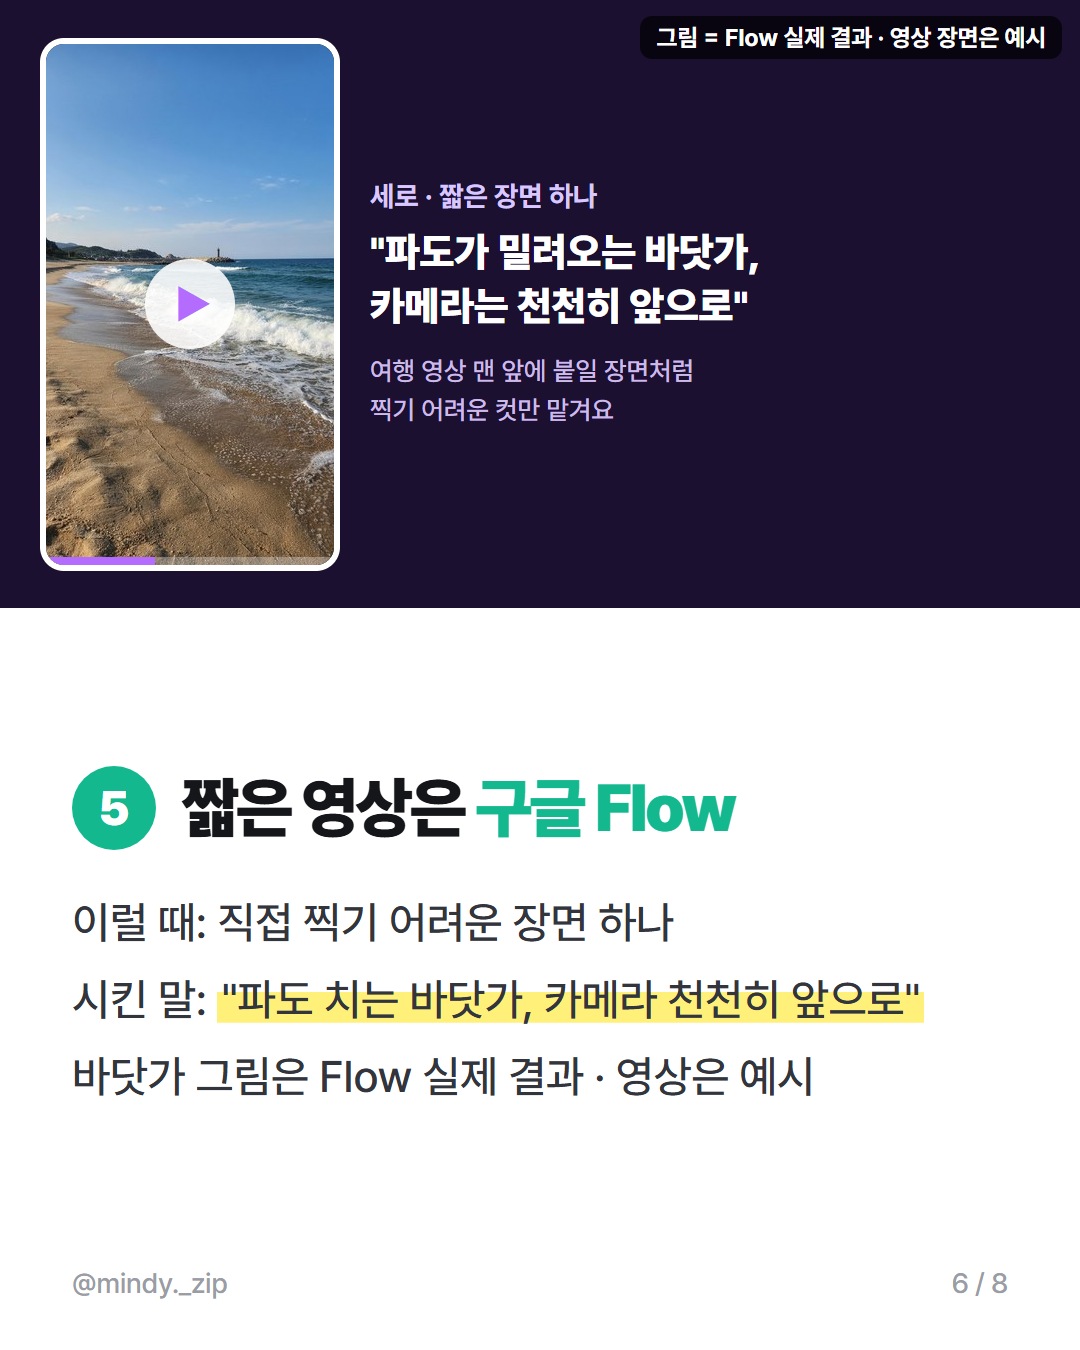 그림 = Flow 실제 결과 · 영상 장면은 예시
세로 · 짧은 장면 하나
"파도가 밀려오는 바닷가,
카메라는 천천히 앞으로"
여행 영상 맨 앞에 붙일 장면처럼
찍기 어려운 컷만 맡겨요
5 짧은 영상은 구글 Flow
이럴 때: 직접 찍기 어려운 장면 하나
시킨 말: "파도 치는 바닷가, 카메라 천천히 앞으로"
바닷가 그림은 Flow 실제 결과 · 영상은 예시
@mindy._zip
6 / 8